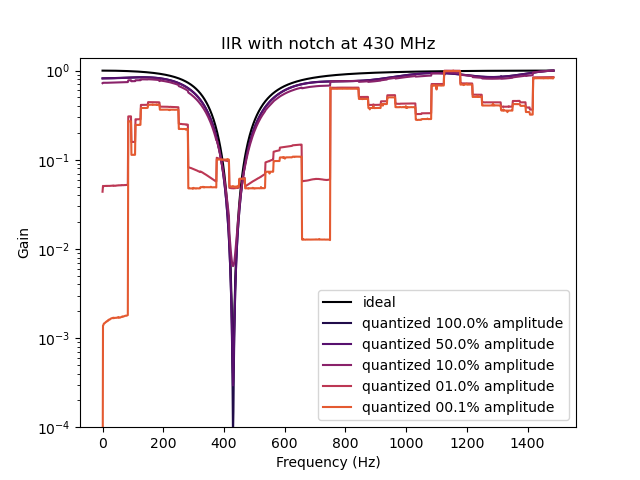 IIR with notch at 430 MHz
Gain
10⁰
10⁻¹
10⁻²
10⁻³
10⁻⁴
ideal
quantized 100.0% amplitude
quantized 50.0% amplitude
quantized 10.0% amplitude
quantized 01.0% amplitude
quantized 00.1% amplitude
0 200 400 600 800 1000 1200 1400
Frequency (Hz)